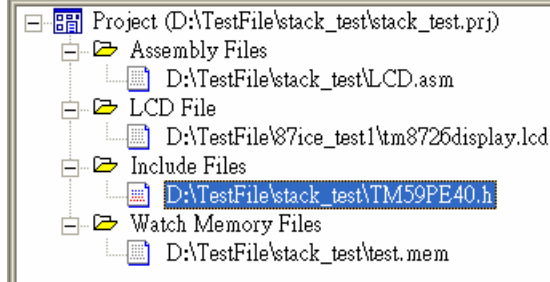 Project (D:\TestFile\stack_test\stack_test.prj)
Assembly Files
D:\TestFile\stack_test\LCD.asm
LCD File
D:\TestFile\87ice_test1\tm8726display.lcd
Include Files
D:\TestFile\stack_test\TM59PE40.h
Watch Memory Files
D:\TestFile\stack_test\test.mem